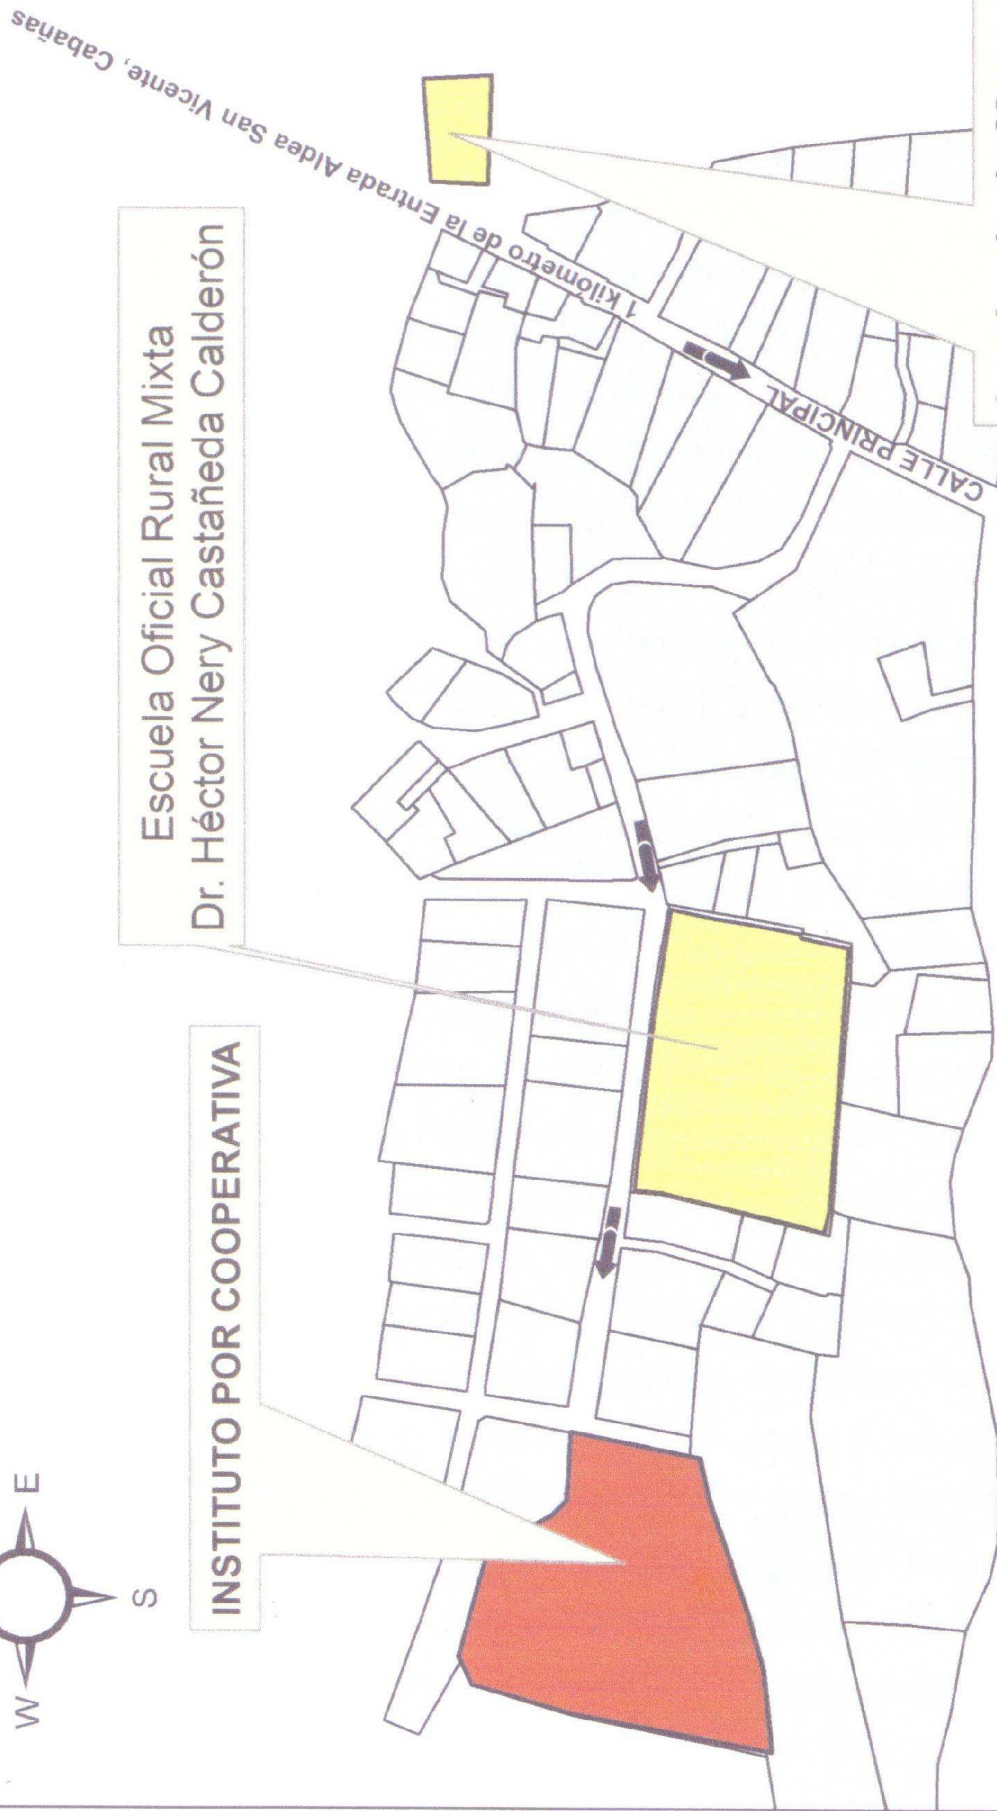 W E
S
Escuela Oficial Rural Mixta
Dr. Héctor Nery Castañeda Calderón
INSTITUTO POR COOPERATIVA
1 kilometro de la Entrada Aldea San Vicente, Cabañas
CALLE PRINCIPAL